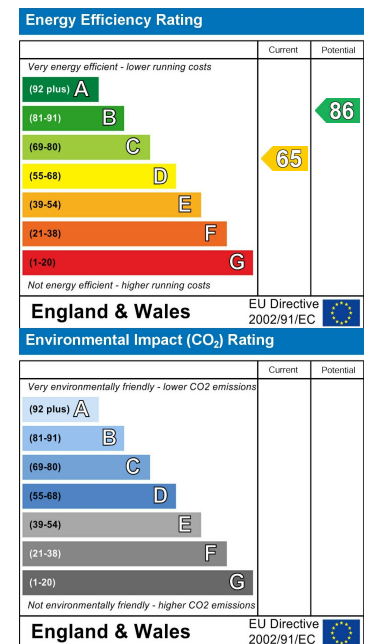 Energy Efficiency Rating
Current Potential
Very energy efficient - lower running costs
(92 plus) A
(81-91) B
(69-80) C
(55-68) D
(39-54) E
(21-38) F
(1-20) G
65
86
Not energy efficient - higher running costs
England & Wales
EU Directive
2002/91/EC
Environmental Impact (CO₂) Rating
Current Potential
Very environmentally friendly - lower CO2 emissions
(92 plus) A
(81-91) B
(69-80) C
(55-68) D
(39-54) E
(21-38) F
(1-20) G
Not environmentally friendly - higher CO2 emissions
England & Wales
EU Directive
2002/91/EC